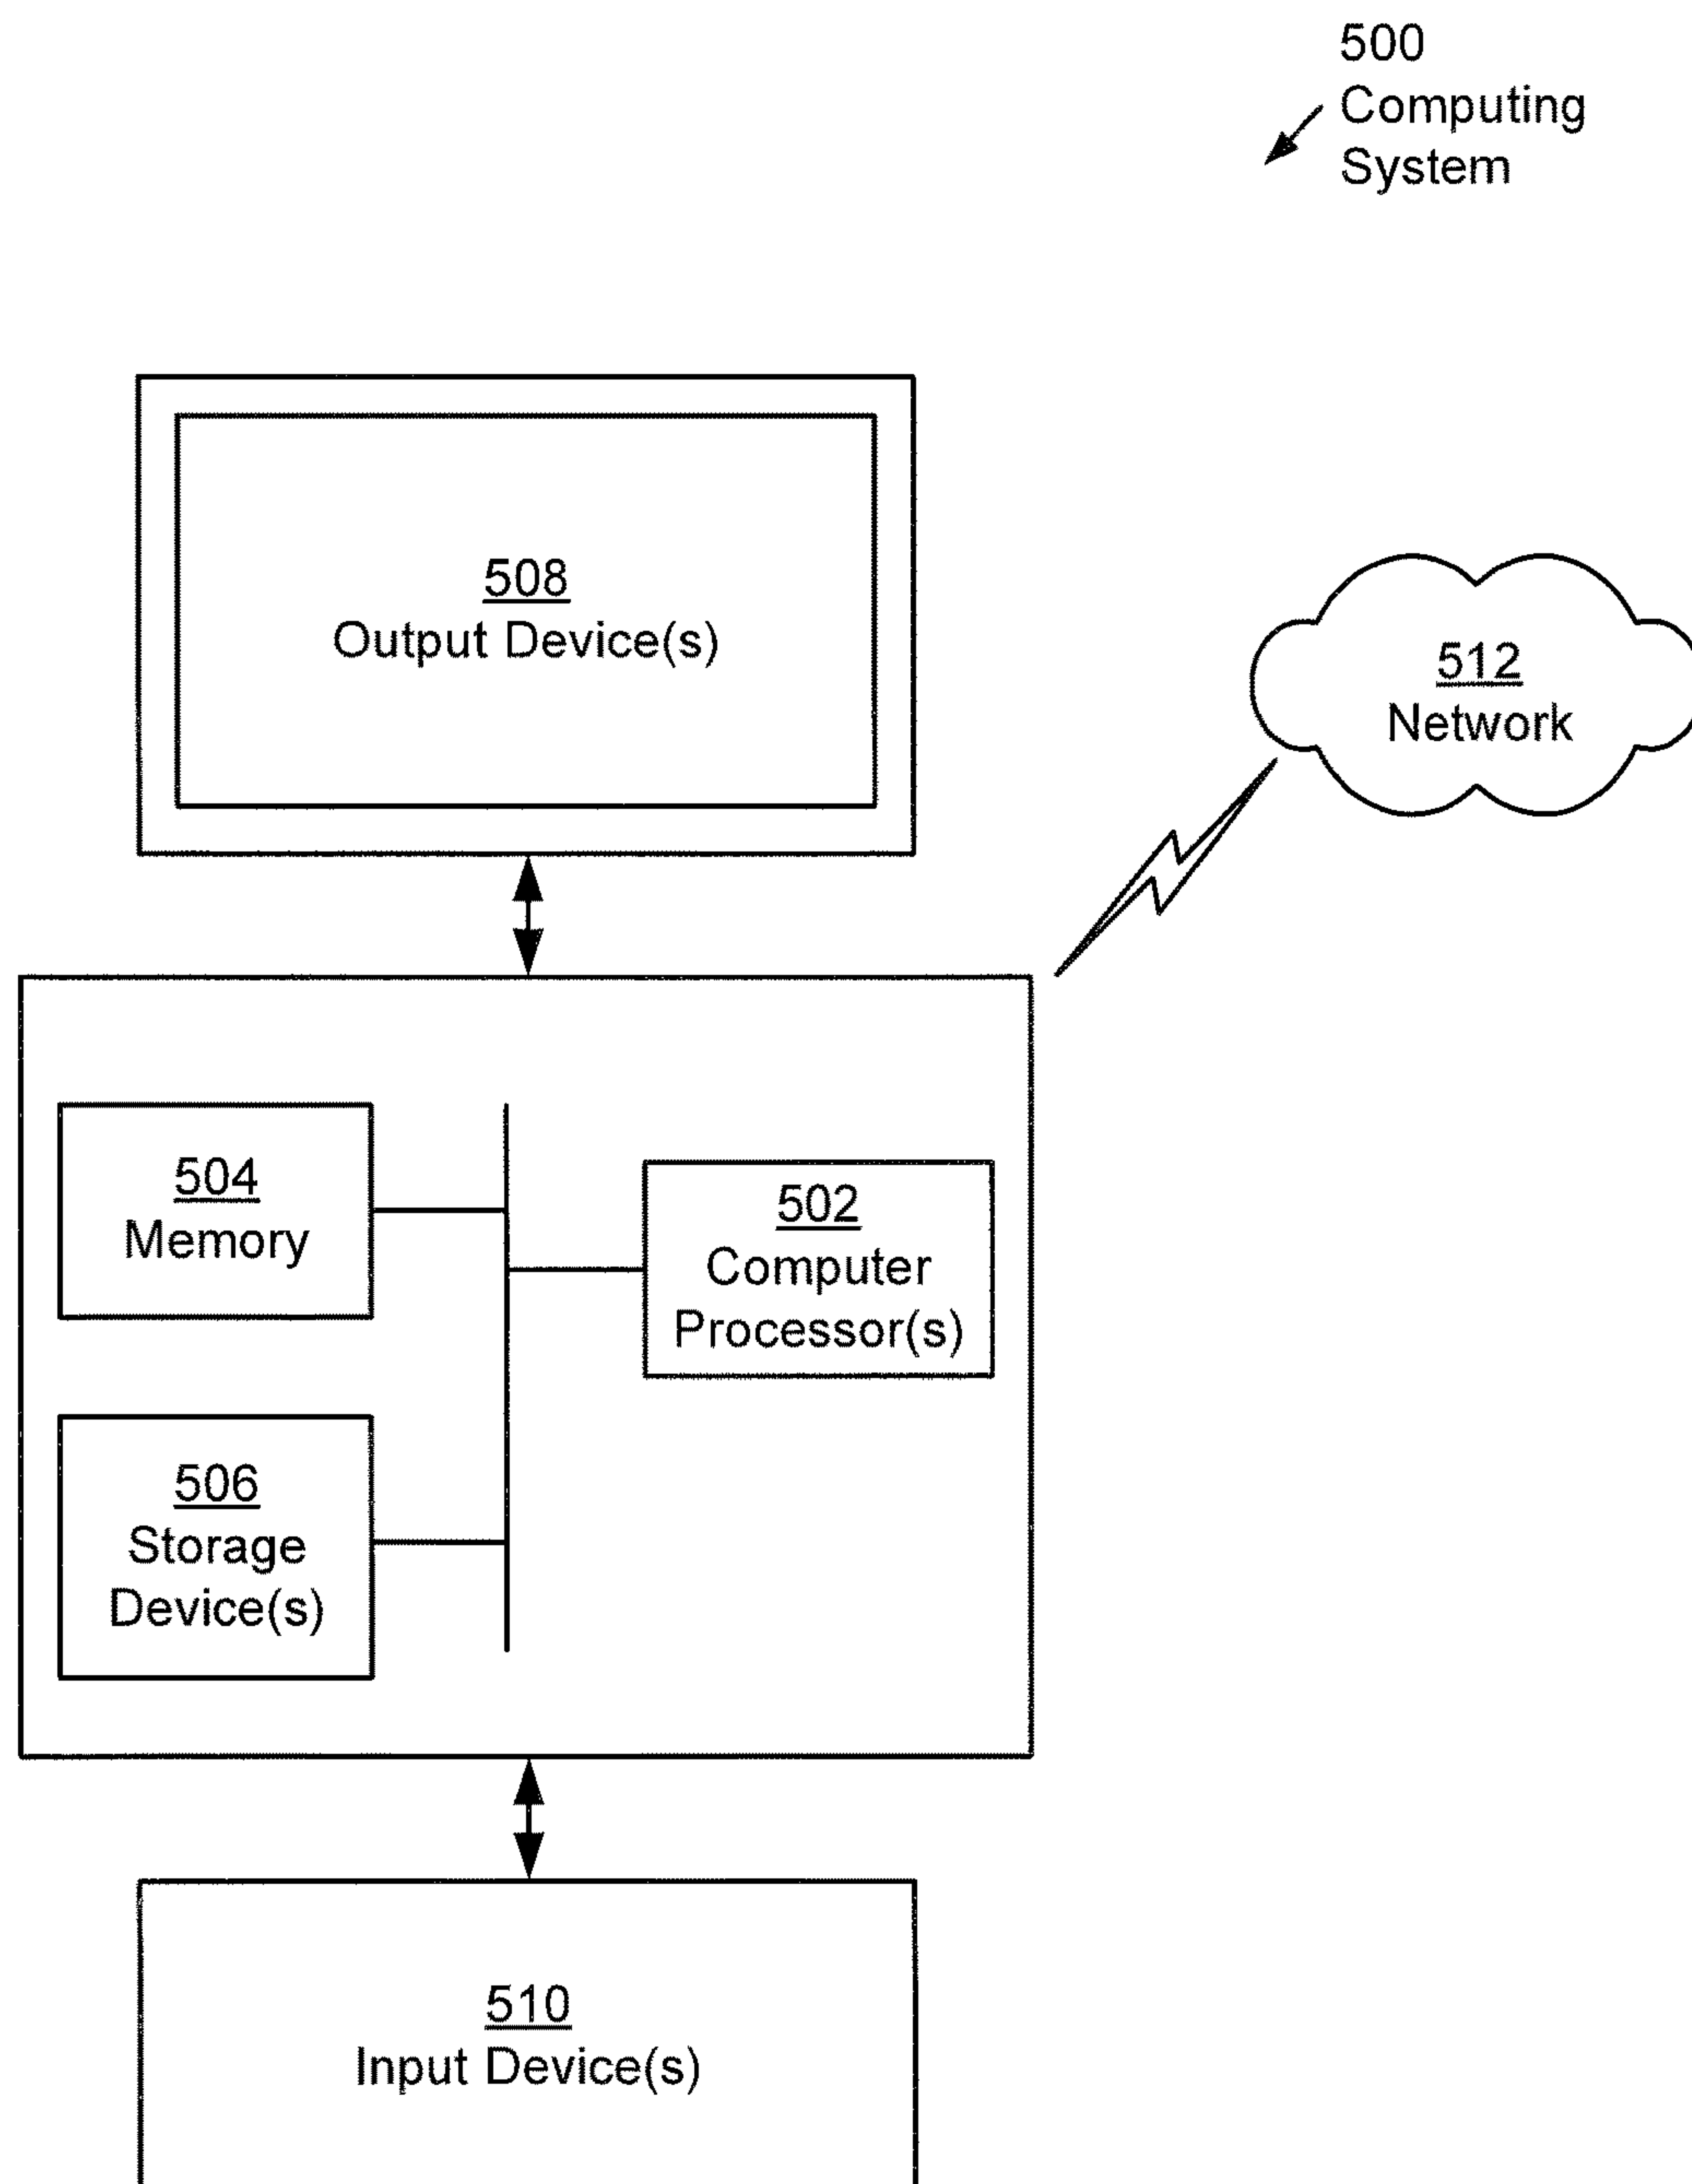 500
Computing
System
508
Output Device(s)
512
Network
504
Memory
502
Computer
Processor(s)
506
Storage
Device(s)
510
Input Device(s)